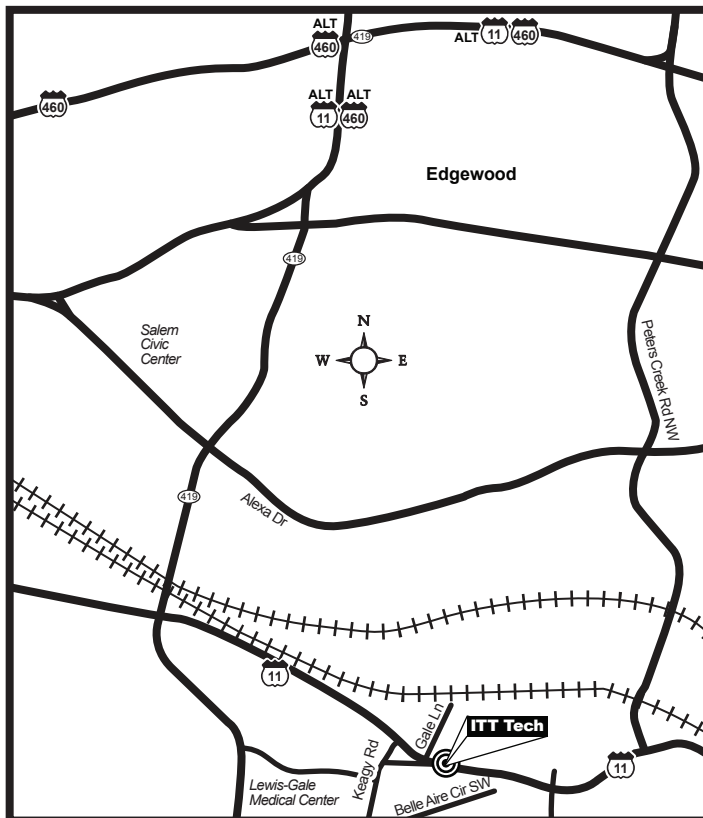 ALT
460
419
ALT
11
460
460
ALT
ALT
11
460
Edgewood
419
Salem
Civic
Center
N
W
E
S
Peters Creek Rd NW
419
Alexa Dr
11
Gale Ln
ITT Tech
Keagy Rd
11
Lewis-Gale
Medical Center
Belle Aire Cir SW